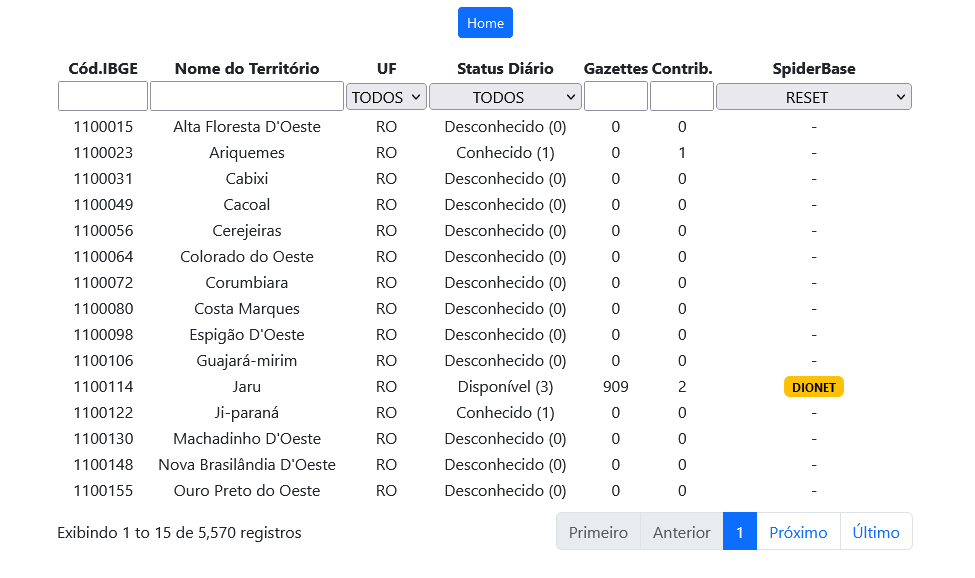 Home
Cód.IBGE Nome do Território UF Status Diário Gazettes Contrib. SpiderBase
TODOS TODOS RESET
1100015 Alta Floresta D'Oeste RO Desconhecido (0) 0 0 -
1100023 Ariquemes RO Conhecido (1) 0 1 -
1100031 Cabixi RO Desconhecido (0) 0 0 -
1100049 Cacoal RO Desconhecido (0) 0 0 -
1100056 Cerejeiras RO Desconhecido (0) 0 0 -
1100064 Colorado do Oeste RO Desconhecido (0) 0 0 -
1100072 Corumbiara RO Desconhecido (0) 0 0 -
1100080 Costa Marques RO Desconhecido (0) 0 0 -
1100098 Espigão D'Oeste RO Desconhecido (0) 0 0 -
1100106 Guajará-mirim RO Desconhecido (0) 0 0 -
1100114 Jaru RO Disponível (3) 909 2 DIONET
1100122 Ji-paraná RO Conhecido (1) 0 0 -
1100130 Machadinho D'Oeste RO Desconhecido (0) 0 0 -
1100148 Nova Brasilândia D'Oeste RO Desconhecido (0) 0 0 -
1100155 Ouro Preto do Oeste RO Desconhecido (0) 0 0 -
Exibindo 1 to 15 de 5,570 registros Primeiro Anterior 1 Próximo Último